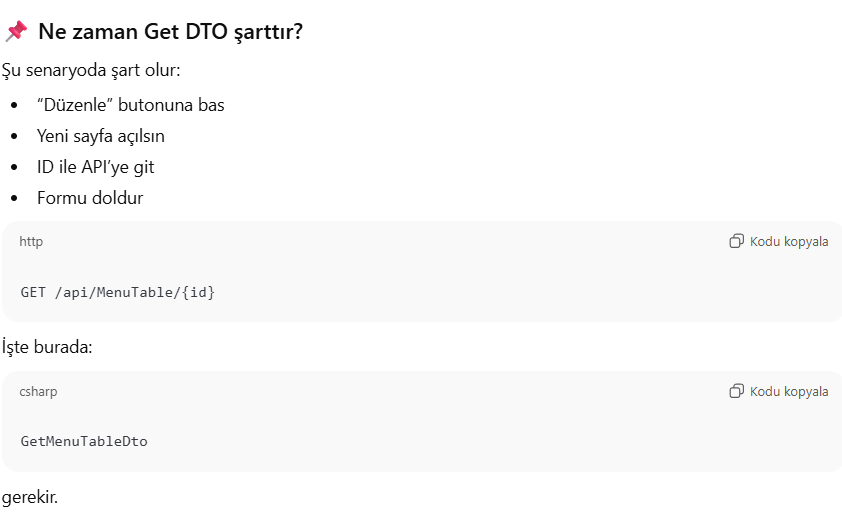 📌 Ne zaman Get DTO şarttır?
Şu senaryoda şart olur:
• “Düzenle” butonuna bas
• Yeni sayfa açılsın
• ID ile API’ye git
• Formu doldur
http Kodu kopyala
GET /api/MenuTable/{id}
İşte burada:
csharp Kodu kopyala
GetMenuTableDto
gerekir.